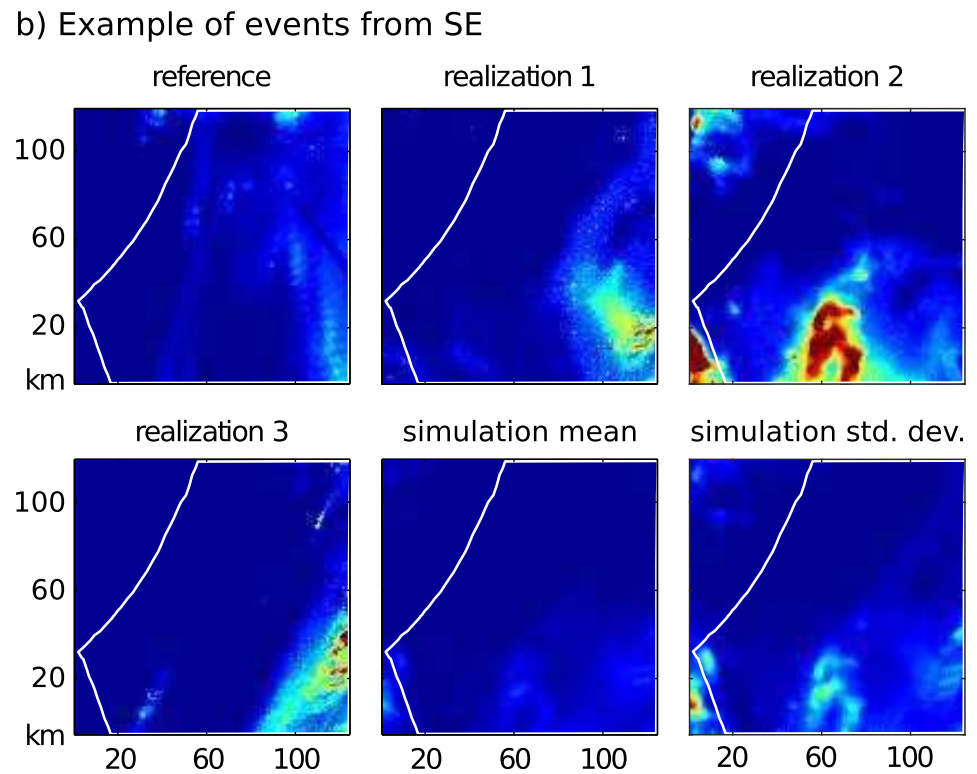 b) Example of events from SE
reference realization 1 realization 2
100
60
20
km
realization 3 simulation mean simulation std. dev.
100
60
20
km
20 60 100 20 60 100 20 60 100